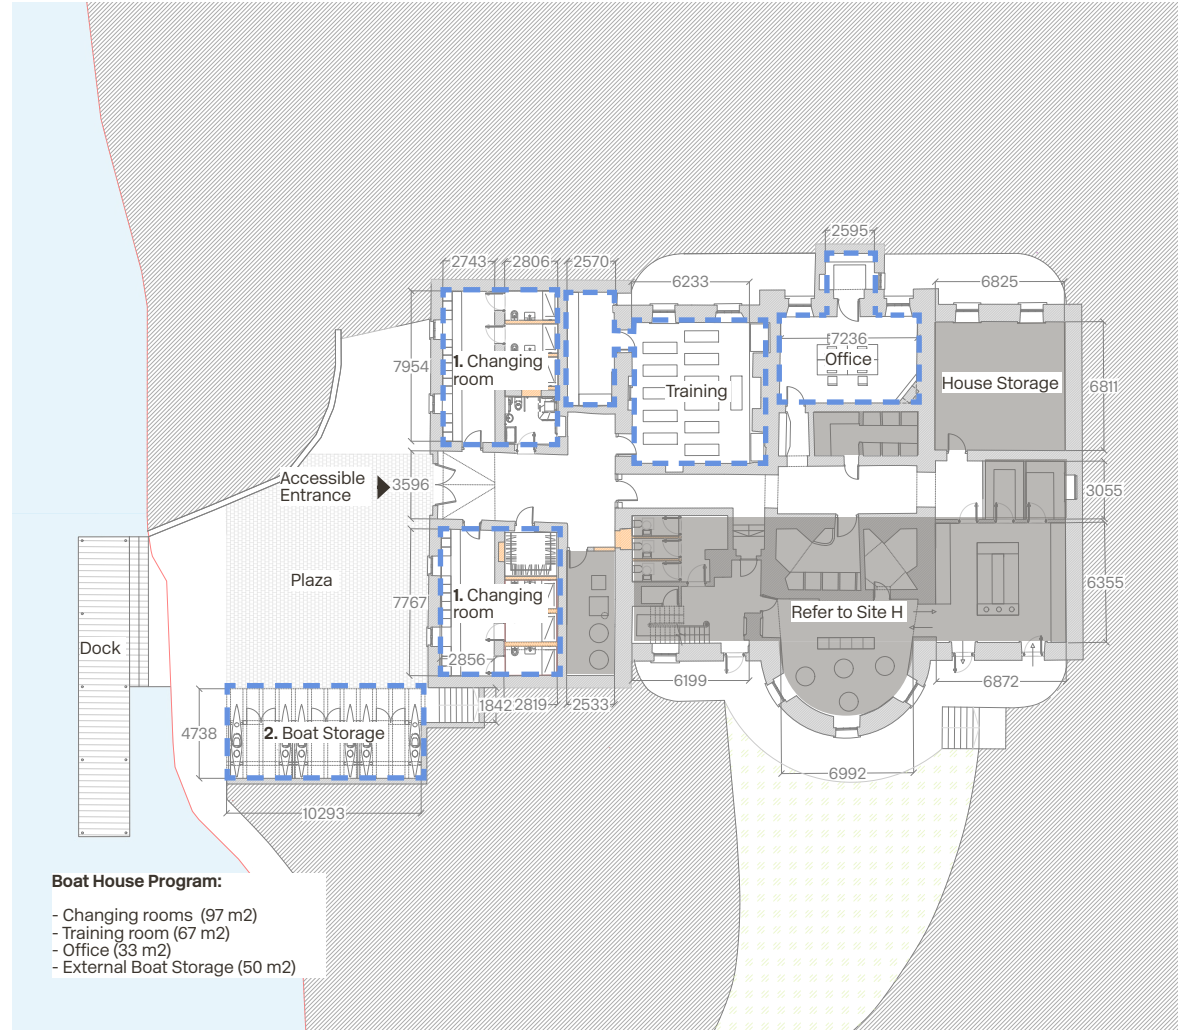 2595
2743
2806
2570
6233
6825
7954
1. Changing
room
7236
Office
Training
House Storage
6811
Accessible
Entrance
3596
3055
Plaza
7767
1. Changing
room
Refer to Site H
6355
Dock
2856
6199
6872
1842
2819
2533
4738
2. Boat Storage
6992
10293
Boat House Program:
- Changing rooms (97 m2)
- Training room (67 m2)
- Office (33 m2)
- External Boat Storage (50 m2)